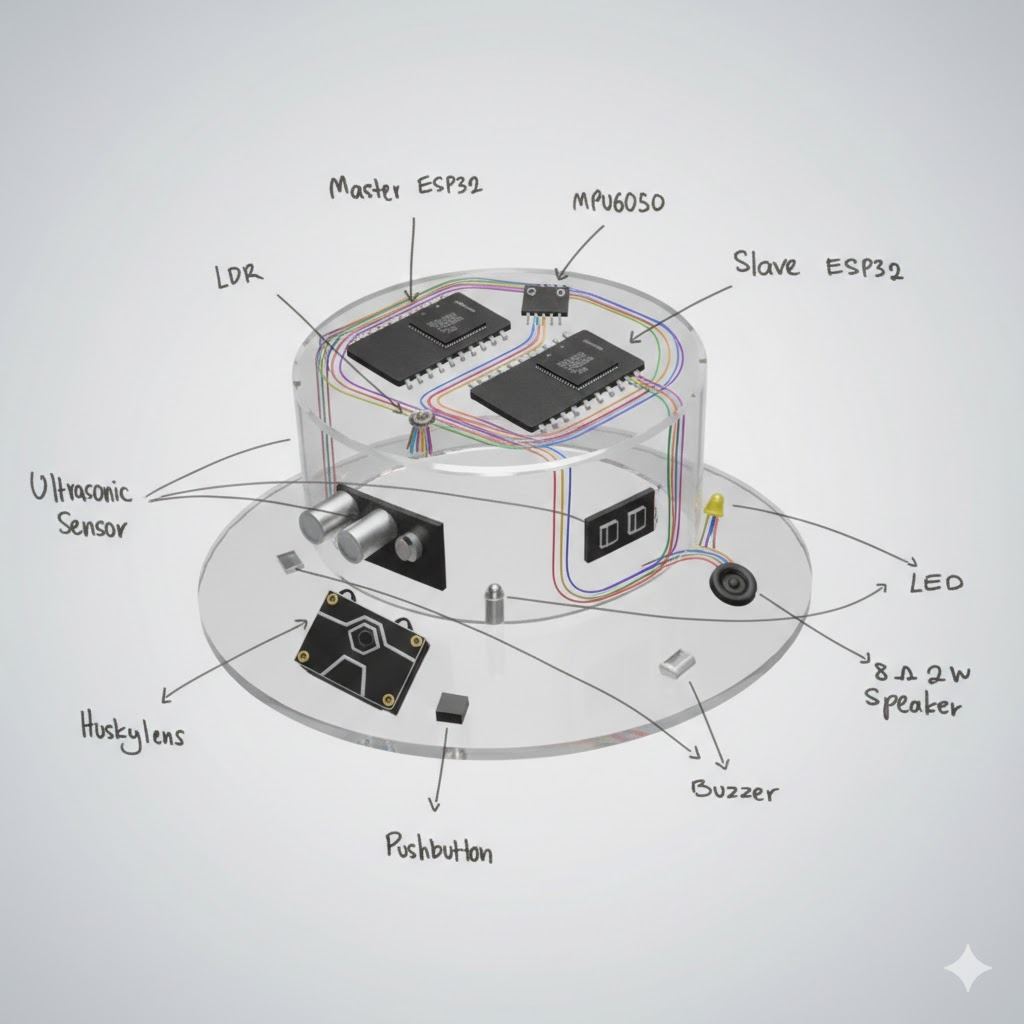 Master ESP32
MPU6050
LDR
Slave ESP32
Ultrasonic
Sensor
LED
8 Ω 2W
Speaker
Huskylens
Buzzer
Pushbutton